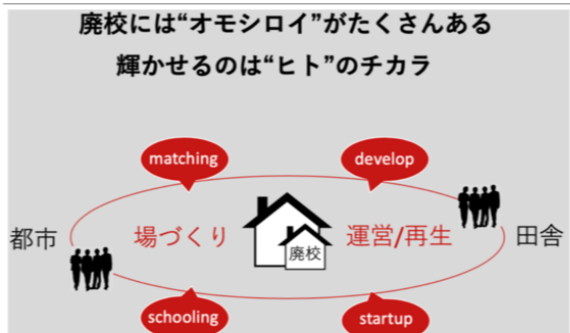 廃校には“オモシロイ”がたくさんある
輝かせるのは“ヒト”のチカラ
matching
develop
都市
場づくり
廃校
運営/再生
田舎
schooling
startup